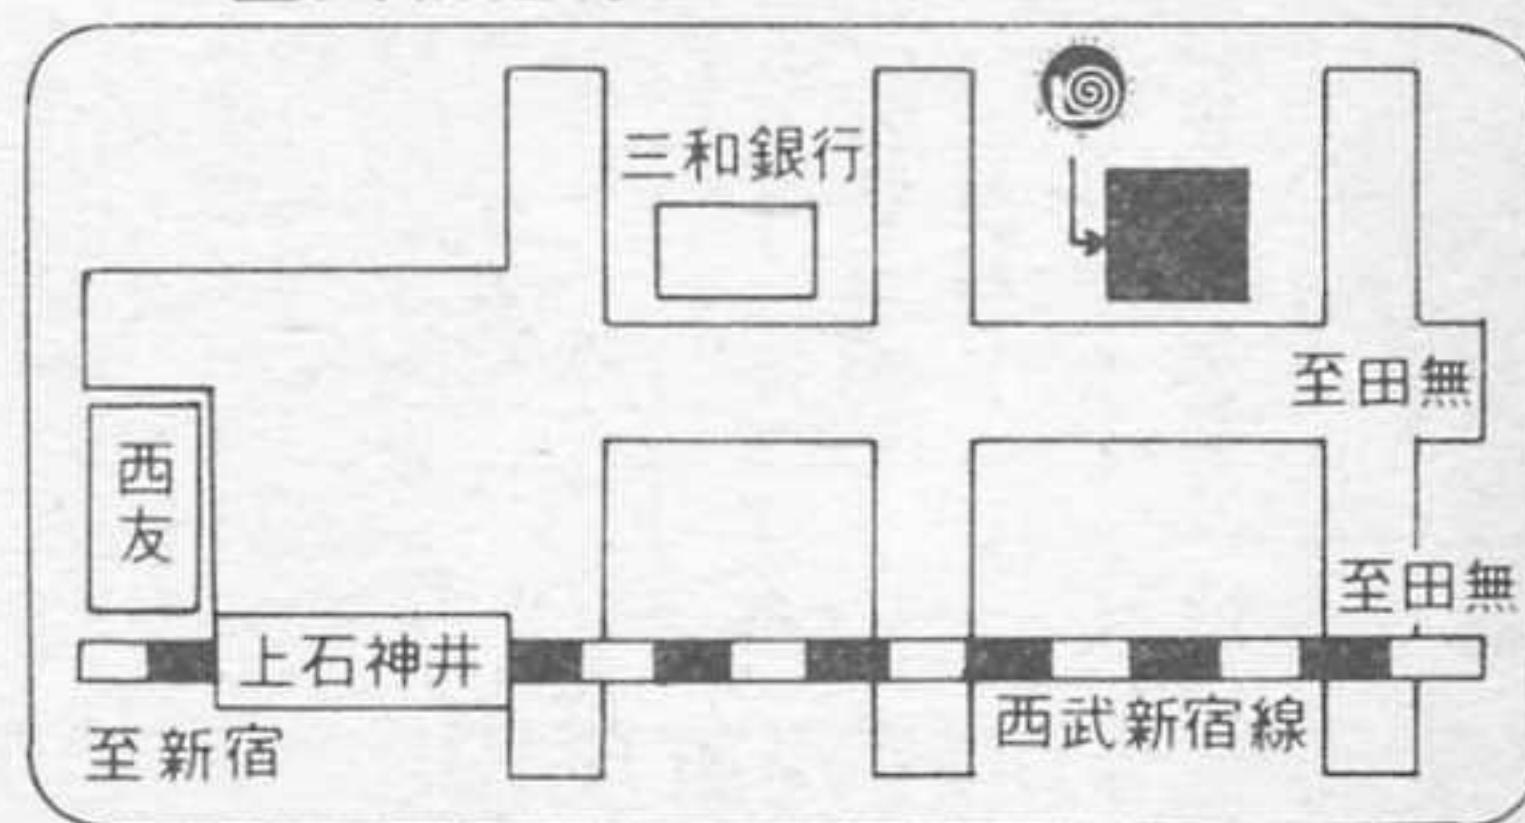 三和銀行
至田無
西友
至田無
上石神井
西武新宿線
至新宿